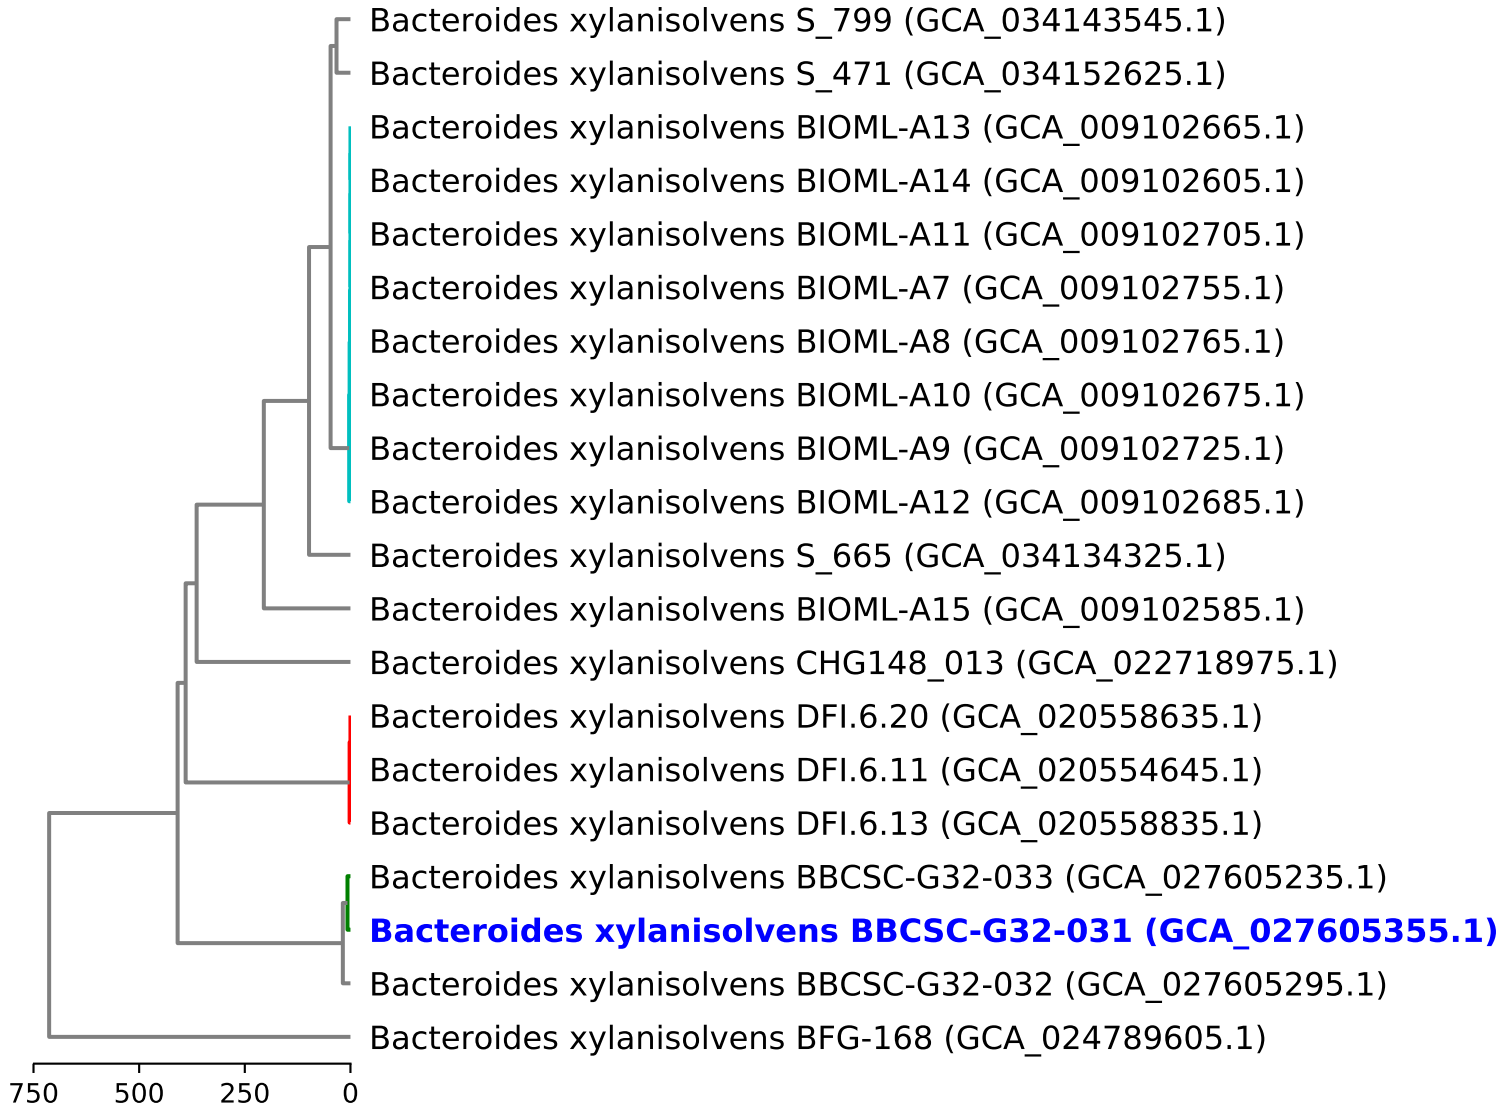 Bacteroides xylanisolvens S_799 (GCA_034143545.1)
Bacteroides xylanisolvens S_471 (GCA_034152625.1)
Bacteroides xylanisolvens BIOML-A13 (GCA_009102665.1)
Bacteroides xylanisolvens BIOML-A14 (GCA_009102605.1)
Bacteroides xylanisolvens BIOML-A11 (GCA_009102705.1)
Bacteroides xylanisolvens BIOML-A7 (GCA_009102755.1)
Bacteroides xylanisolvens BIOML-A8 (GCA_009102765.1)
Bacteroides xylanisolvens BIOML-A10 (GCA_009102675.1)
Bacteroides xylanisolvens BIOML-A9 (GCA_009102725.1)
Bacteroides xylanisolvens BIOML-A12 (GCA_009102685.1)
Bacteroides xylanisolvens S_665 (GCA_034134325.1)
Bacteroides xylanisolvens BIOML-A15 (GCA_009102585.1)
Bacteroides xylanisolvens CHG148_013 (GCA_022718975.1)
Bacteroides xylanisolvens DFI.6.20 (GCA_020558635.1)
Bacteroides xylanisolvens DFI.6.11 (GCA_020554645.1)
Bacteroides xylanisolvens DFI.6.13 (GCA_020558835.1)
Bacteroides xylanisolvens BBCSC-G32-033 (GCA_027605235.1)
Bacteroides xylanisolvens BBCSC-G32-031 (GCA_027605355.1)
Bacteroides xylanisolvens BBCSC-G32-032 (GCA_027605295.1)
Bacteroides xylanisolvens BFG-168 (GCA_024789605.1)
750 500 250 0